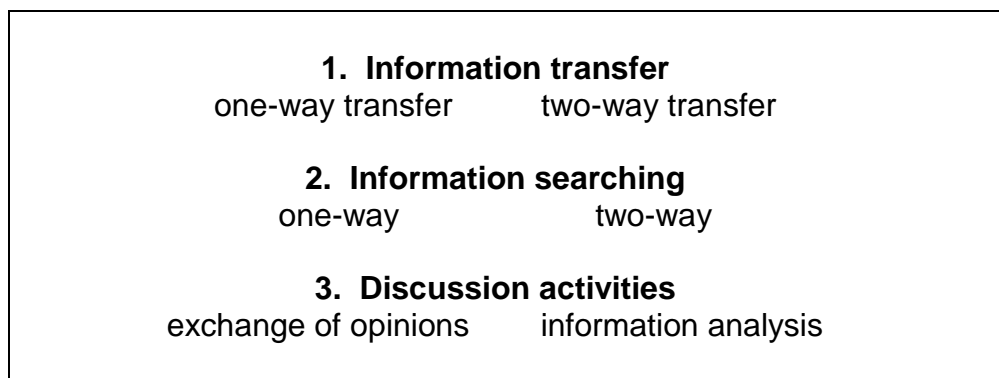 1. Information transfer
one-way transfer two-way transfer
2. Information searching
one-way two-way
3. Discussion activities
exchange of opinions information analysis